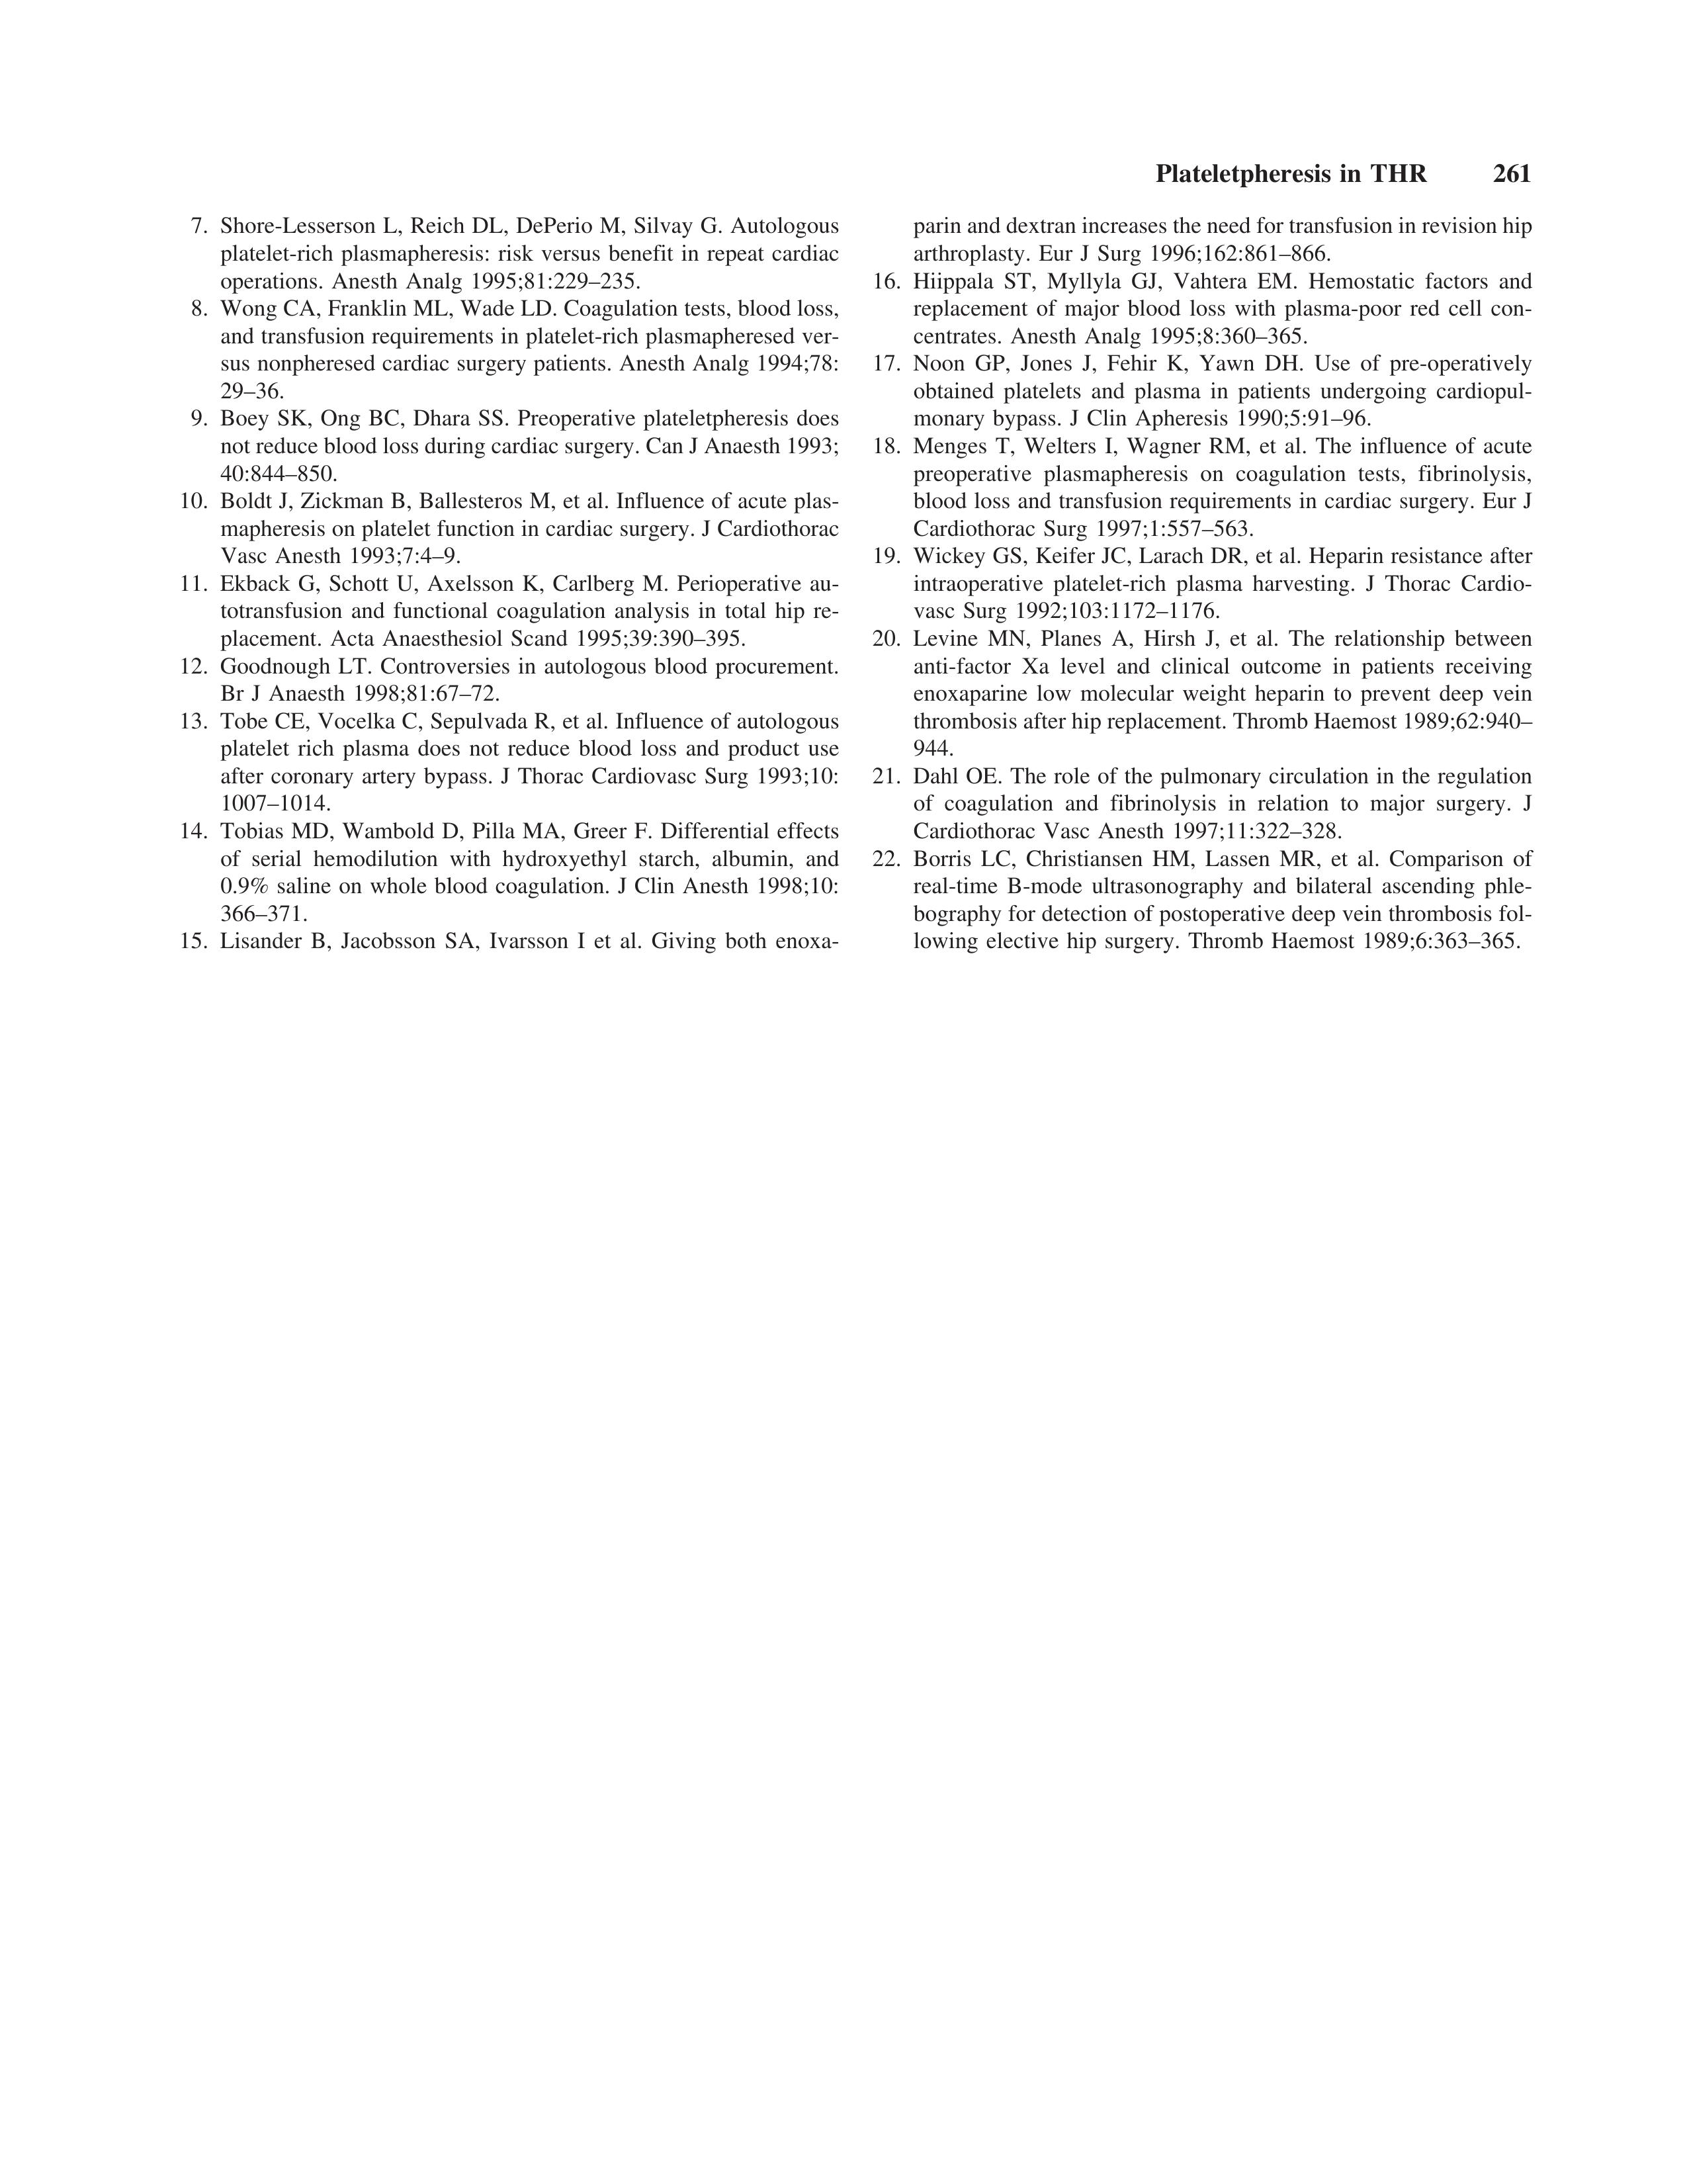 Plateletpheresis in THR 261
7. Shore-Lesserson L, Reich DL, DePerio M, Silvay G. Autologous
platelet-rich plasmapheresis: risk versus benefit in repeat cardiac
operations. Anesth Analg 1995;81:229–235.
8. Wong CA, Franklin ML, Wade LD. Coagulation tests, blood loss,
and transfusion requirements in platelet-rich plasmapheresed ver-
sus nonpheresed cardiac surgery patients. Anesth Analg 1994;78:
29–36.
9. Boey SK, Ong BC, Dhara SS. Preoperative plateletpheresis does
not reduce blood loss during cardiac surgery. Can J Anaesth 1993;
40:844–850.
10. Boldt J, Zickman B, Ballesteros M, et al. Influence of acute plas-
mapheresis on platelet function in cardiac surgery. J Cardiothorac
Vasc Anesth 1993;7:4–9.
11. Ekback G, Schott U, Axelsson K, Carlberg M. Perioperative au-
totransfusion and functional coagulation analysis in total hip re-
placement. Acta Anaesthesiol Scand 1995;39:390–395.
12. Goodnough LT. Controversies in autologous blood procurement.
Br J Anaesth 1998;81:67–72.
13. Tobe CE, Vocelka C, Sepulvada R, et al. Influence of autologous
platelet rich plasma does not reduce blood loss and product use
after coronary artery bypass. J Thorac Cardiovasc Surg 1993;10:
1007–1014.
14. Tobias MD, Wambold D, Pilla MA, Greer F. Differential effects
of serial hemodilution with hydroxyethyl starch, albumin, and
0.9% saline on whole blood coagulation. J Clin Anesth 1998;10:
366–371.
15. Lisander B, Jacobsson SA, Ivarsson I et al. Giving both enoxa-
parin and dextran increases the need for transfusion in revision hip
arthroplasty. Eur J Surg 1996;162:861–866.
16. Hiippala ST, Myllyla GJ, Vahtera EM. Hemostatic factors and
replacement of major blood loss with plasma-poor red cell con-
centrates. Anesth Analg 1995;8:360–365.
17. Noon GP, Jones J, Fehir K, Yawn DH. Use of pre-operatively
obtained platelets and plasma in patients undergoing cardiopul-
monary bypass. J Clin Apheresis 1990;5:91–96.
18. Menges T, Welters I, Wagner RM, et al. The influence of acute
preoperative plasmapheresis on coagulation tests, fibrinolysis,
blood loss and transfusion requirements in cardiac surgery. Eur J
Cardiothorac Surg 1997;1:557–563.
19. Wickey GS, Keifer JC, Larach DR, et al. Heparin resistance after
intraoperative platelet-rich plasma harvesting. J Thorac Cardio-
vasc Surg 1992;103:1172–1176.
20. Levine MN, Planes A, Hirsh J, et al. The relationship between
anti-factor Xa level and clinical outcome in patients receiving
enoxaparine low molecular weight heparin to prevent deep vein
thrombosis after hip replacement. Thromb Haemost 1989;62:940–
944.
21. Dahl OE. The role of the pulmonary circulation in the regulation
of coagulation and fibrinolysis in relation to major surgery. J
Cardiothorac Vasc Anesth 1997;11:322–328.
22. Borris LC, Christiansen HM, Lassen MR, et al. Comparison of
real-time B-mode ultrasonography and bilateral ascending phle-
bography for detection of postoperative deep vein thrombosis fol-
lowing elective hip surgery. Thromb Haemost 1989;6:363–365.